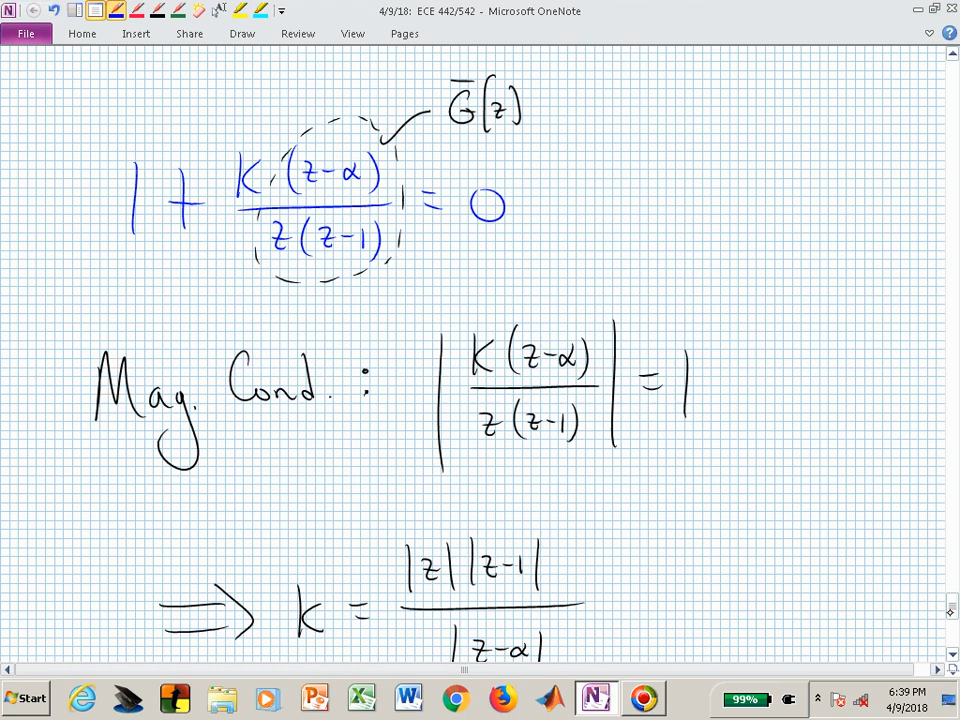 4/9/18: ECE 442/542 - Microsoft OneNote
File Home Insert Share Draw Review View Pages
G̅(z)
1 + K (z-α) / z(z-1) = 0
Mag. Cond. : | K(z-α) / z(z-1) | = 1
⇒ K = |z||z-1| / |z-α|
Start 99% 6:39 PM
4/9/2018